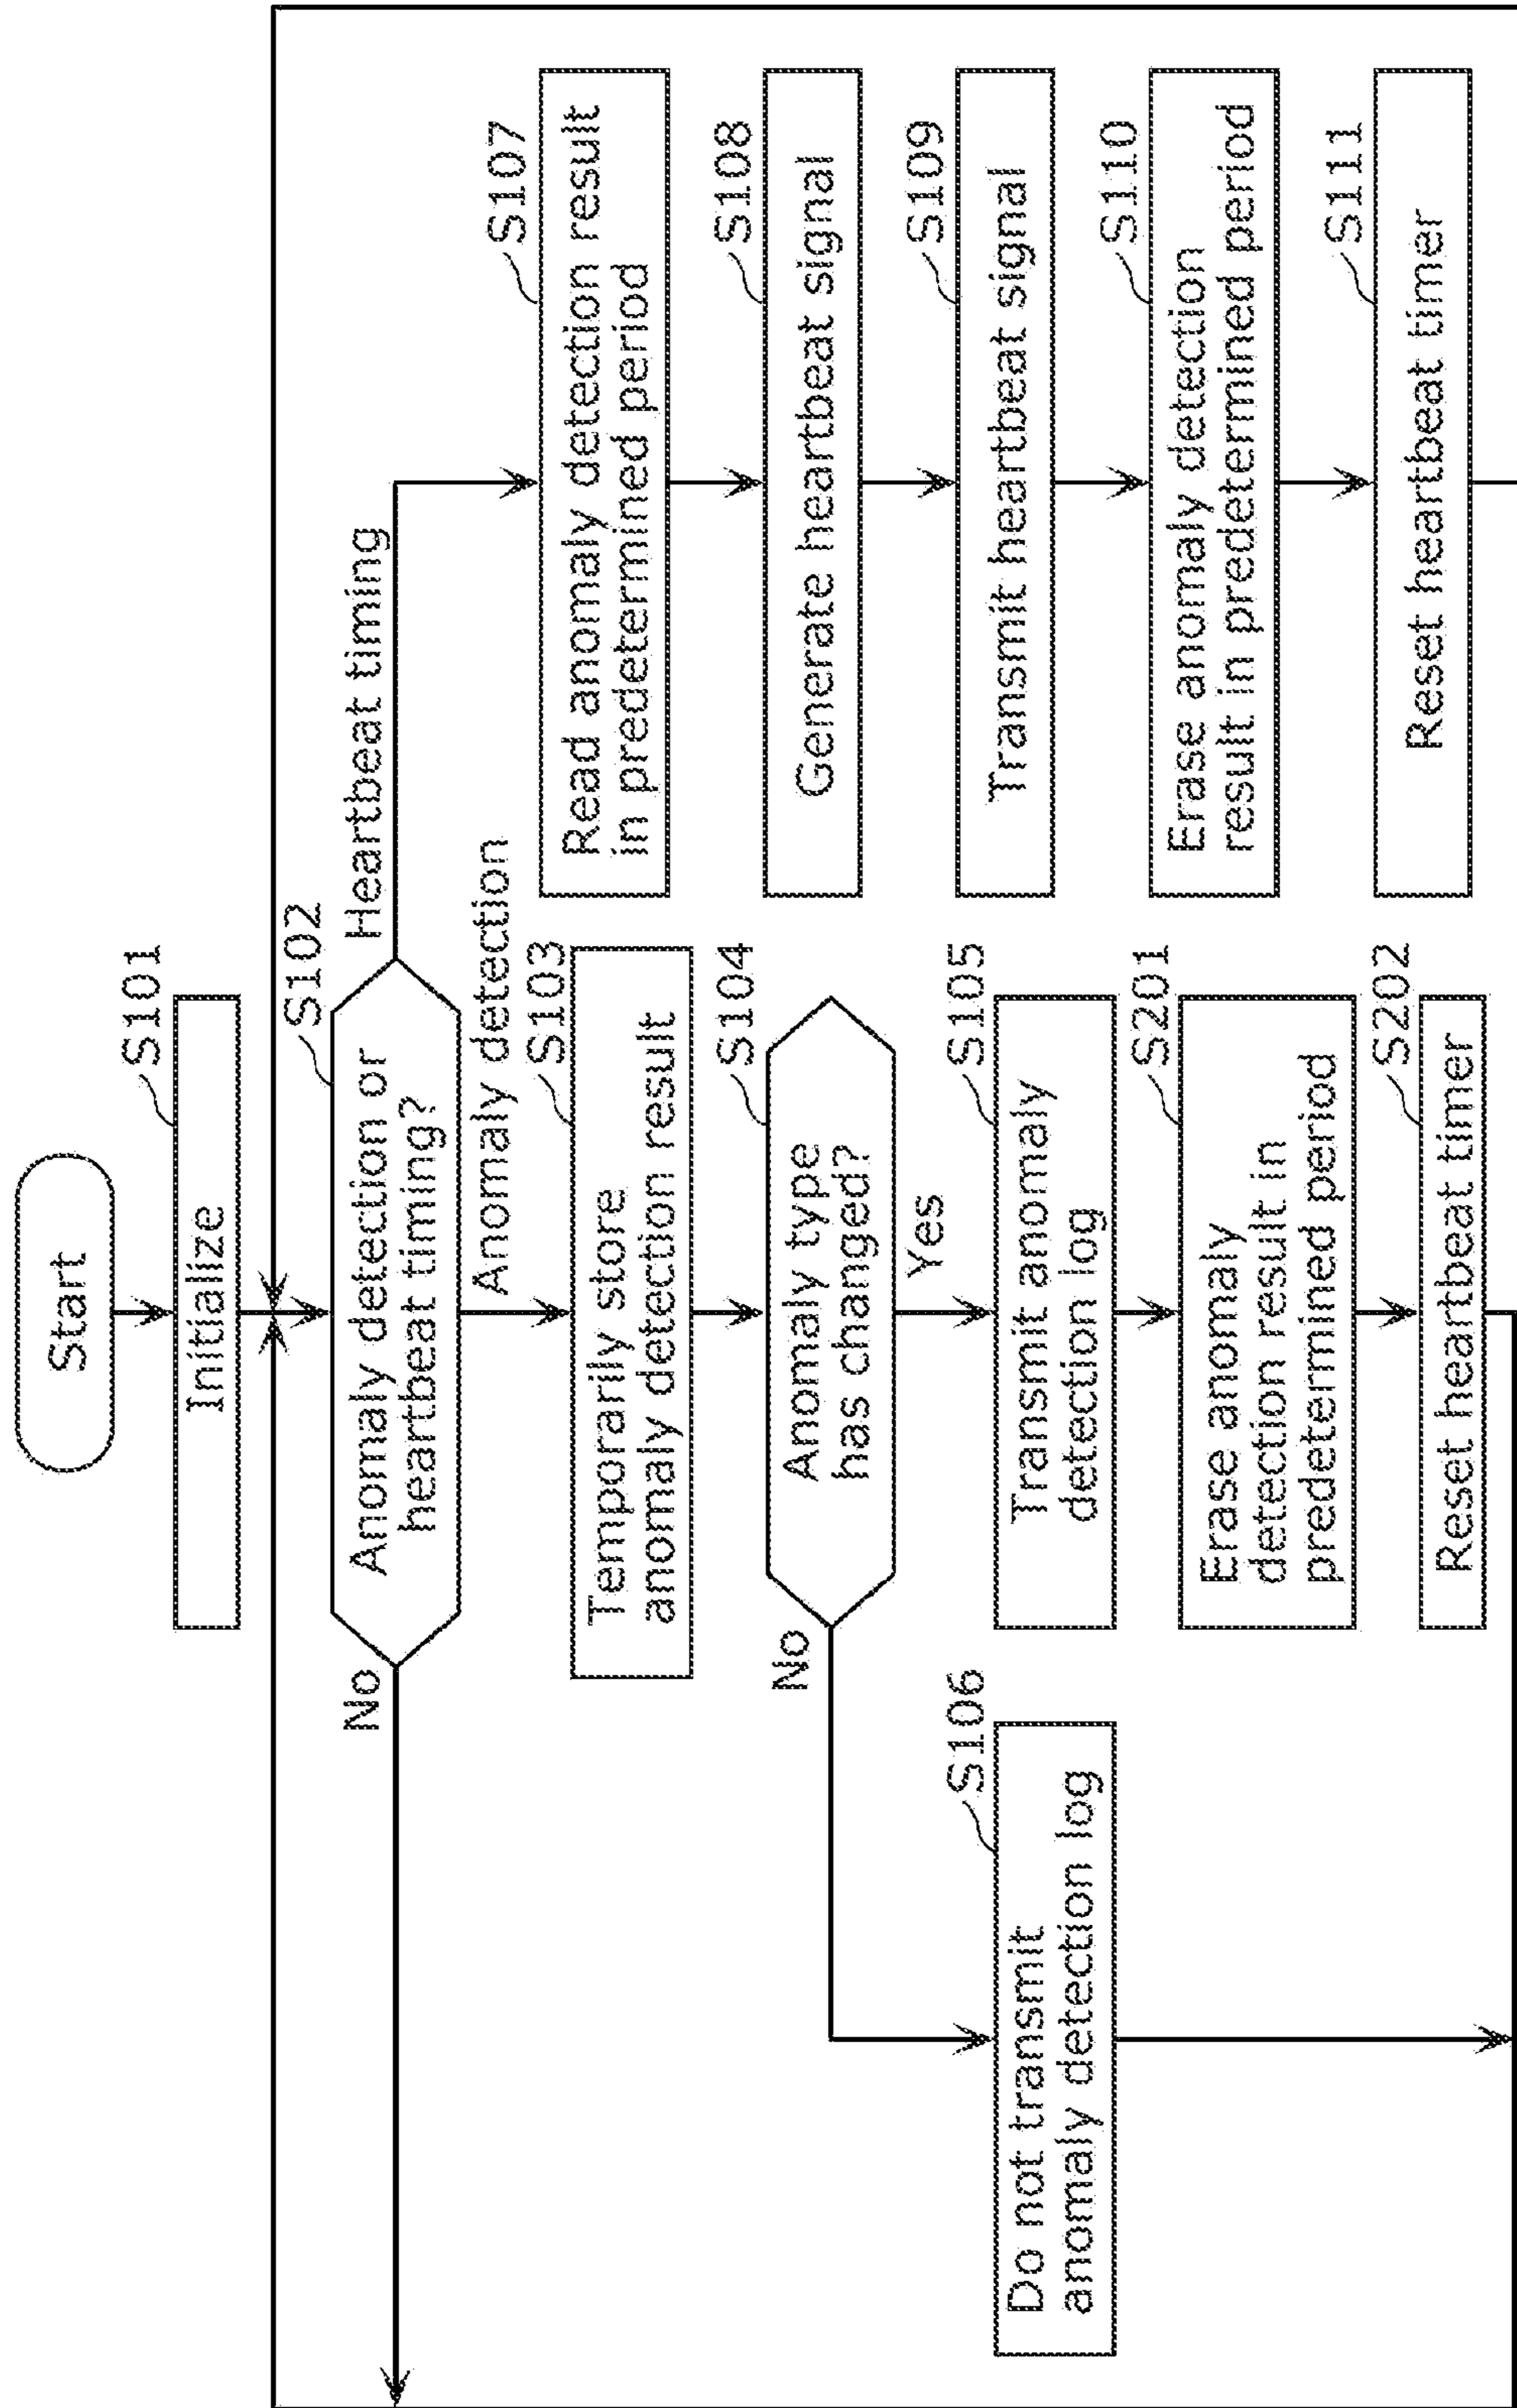 Start
S101
Initialize
S102
Anomaly detection or
heartbeat timing?
No
Heartbeat timing
Anomaly detection
S103
Temporarily store
anomaly detection result
S104
Anomaly type
has changed?
No
Yes
S105
Transmit anomaly
detection log
S106
Do not transmit
anomaly detection log
S201
Erase anomaly
detection result in
predetermined period
S202
Reset heartbeat timer
S107
Read anomaly detection result
in predetermined period
S108
Generate heartbeat signal
S109
Transmit heartbeat signal
S110
Erase anomaly detection
result in predetermined period
S111
Reset heartbeat timer